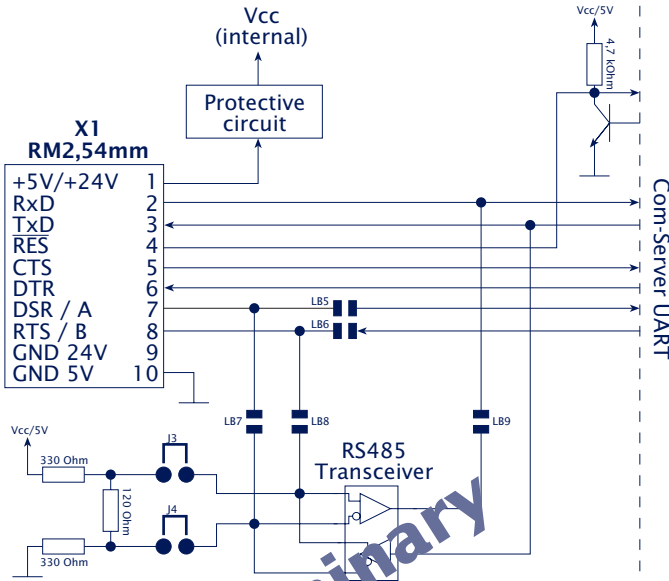 Vcc
(internal)
Vcc/5V
4,7 kOhm
Protective
circuit
X1
RM2,54mm
+5V/+24V 1
RxD 2
TxD 3
RES 4
CTS 5
DTR 6
DSR / A 7
RTS / B 8
GND 24V 9
GND 5V 10
LB5
LB6
Com-Server UART
LB7
LB8
LB9
Vcc/5V
J3
RS485
Transceiver
330 Ohm
120 Ohm
J4
330 Ohm